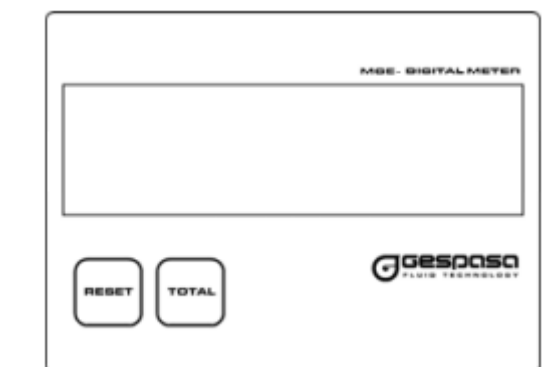 MGE- DIGITAL METER
Gespasa
FLUID TECHNOLOGY
RESET
TOTAL